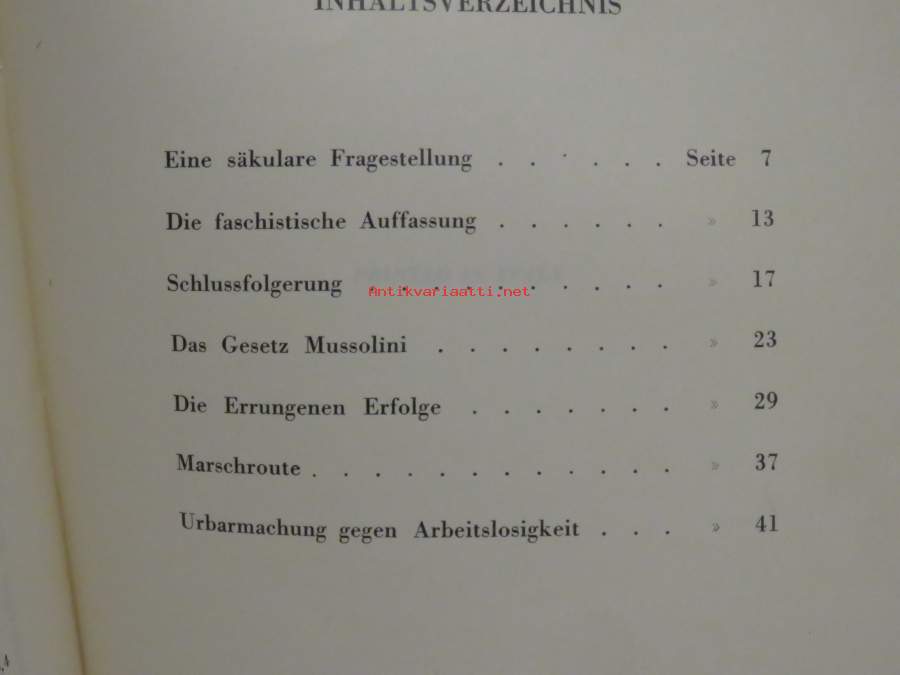 INHALTSVERZEICHNIS
Eine säkulare Fragestellung . . . . . . Seite 7
Die faschistische Auffassung . . . . . . » 13
Schlussfolgerung . . . . . . . . . . » 17
antikvariaatti.net
Das Gesetz Mussolini . . . . . . . . » 23
Die Errungenen Erfolge . . . . . . . » 29
Marschroute . . . . . . . . . . . . » 37
Urbarmachung gegen Arbeitslosigkeit . . . » 41